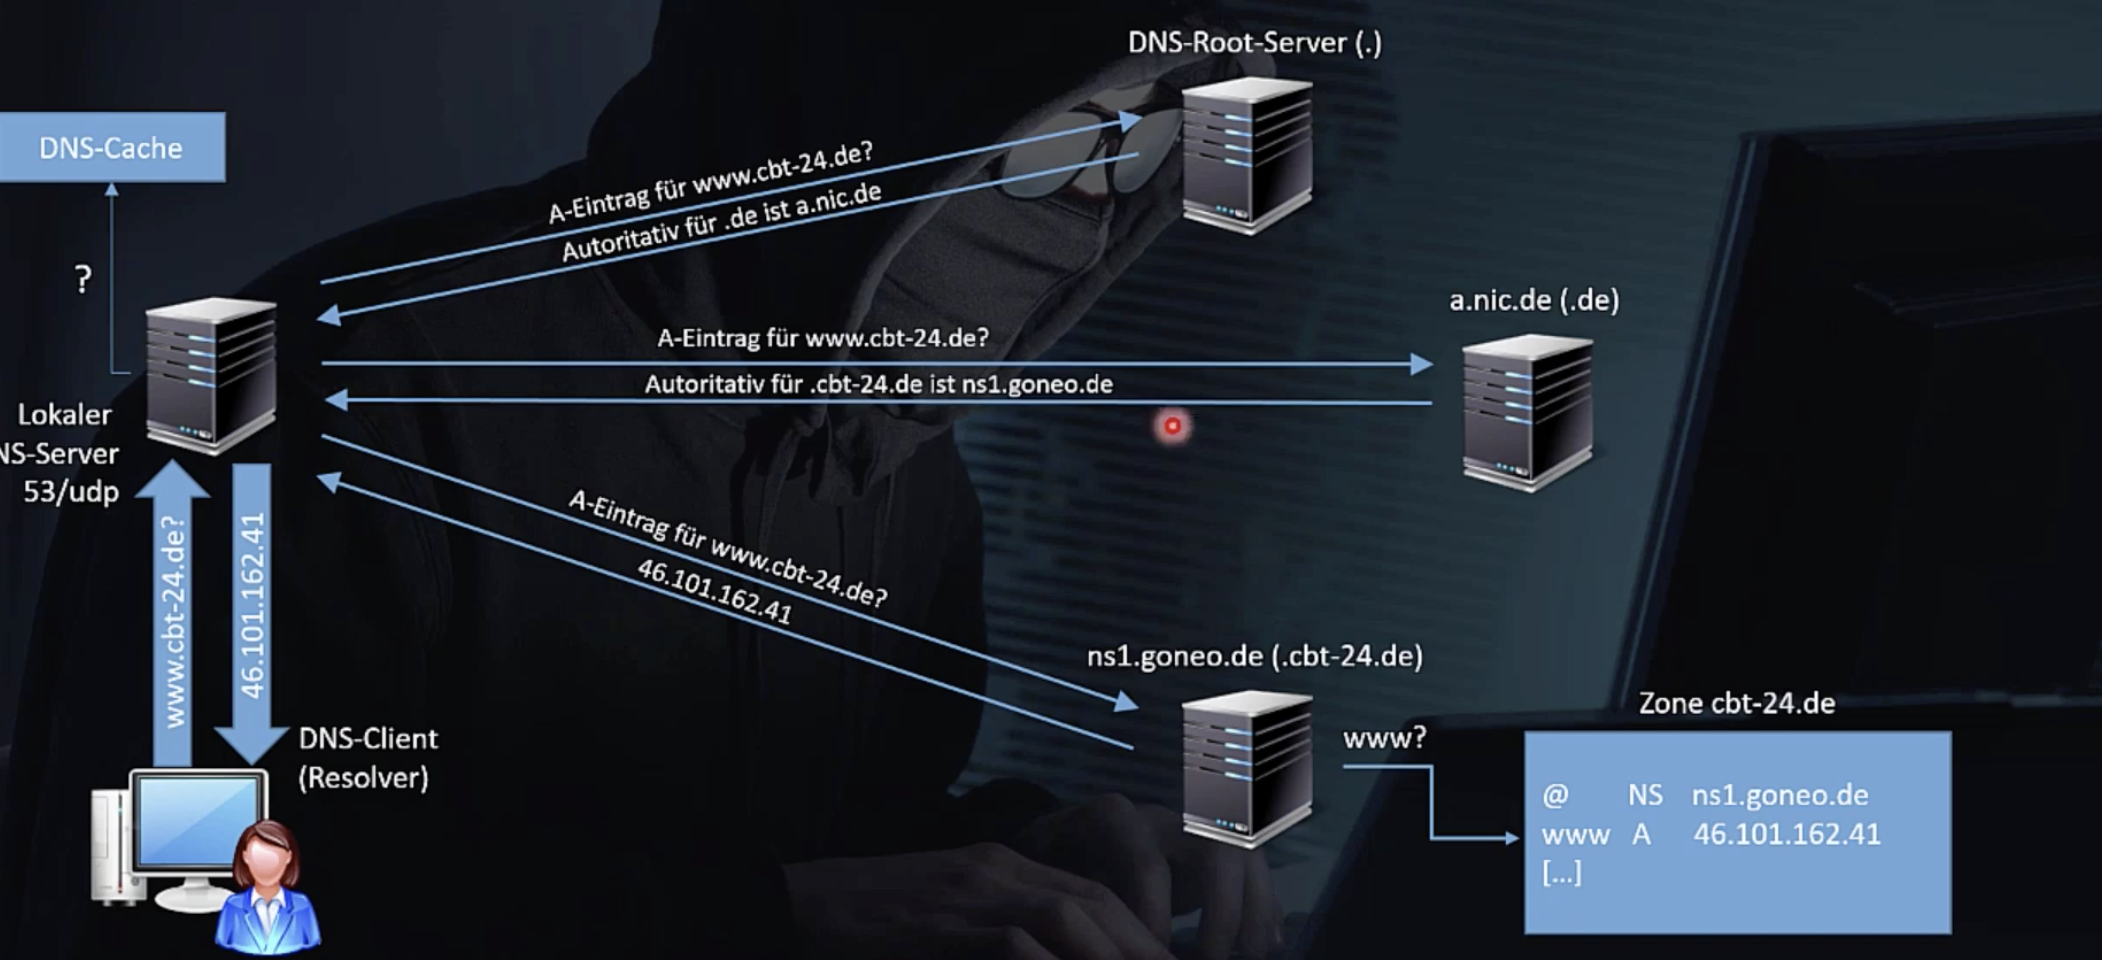 DNS-Root-Server (.)
DNS-Cache
A-Eintrag für www.cbt-24.de?
Autoritativ für .de ist a.nic.de
?
a.nic.de (.de)
A-Eintrag für www.cbt-24.de?
Autoritativ für .cbt-24.de ist ns1.goneo.de
Lokaler
NS-Server
53/udp
A-Eintrag für www.cbt-24.de?
46.101.162.41
www.cbt-24.de?
46.101.162.41
ns1.goneo.de (.cbt-24.de)
DNS-Client
(Resolver)
www?
Zone cbt-24.de
@ NS ns1.goneo.de
www A 46.101.162.41
[...]